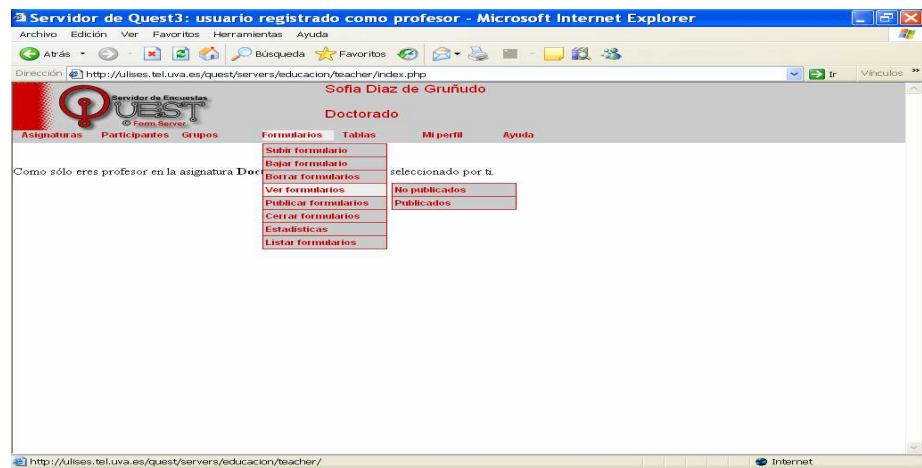 Servidor de Quest3: usuario registrado como profesor - Microsoft Internet Explorer
Archivo Edición Ver Favoritos Herramientas Ayuda
Atrás Búsqueda Favoritos
Dirección http://ulises.tel.uva.es/quest/servers/educacion/teacher/index.php Ir Vínculos »
Servidor de Encuestas
QUEST
© Form Server
Sofia Diaz de Gruñudo
Doctorado
Asignaturas Participantes Grupos Formularios Tablas Mi perfil Ayuda
Subir formulario
Bajar formulario
Como sólo eres profesor en la asignatura Doc Borrar formularios seleccionado por ti.
Ver formularios No publicados
Publicar formularios Publicados
Cerrar formularios
Estadísticas
Listar formularios
http://ulises.tel.uva.es/quest/servers/educacion/teacher/ Internet